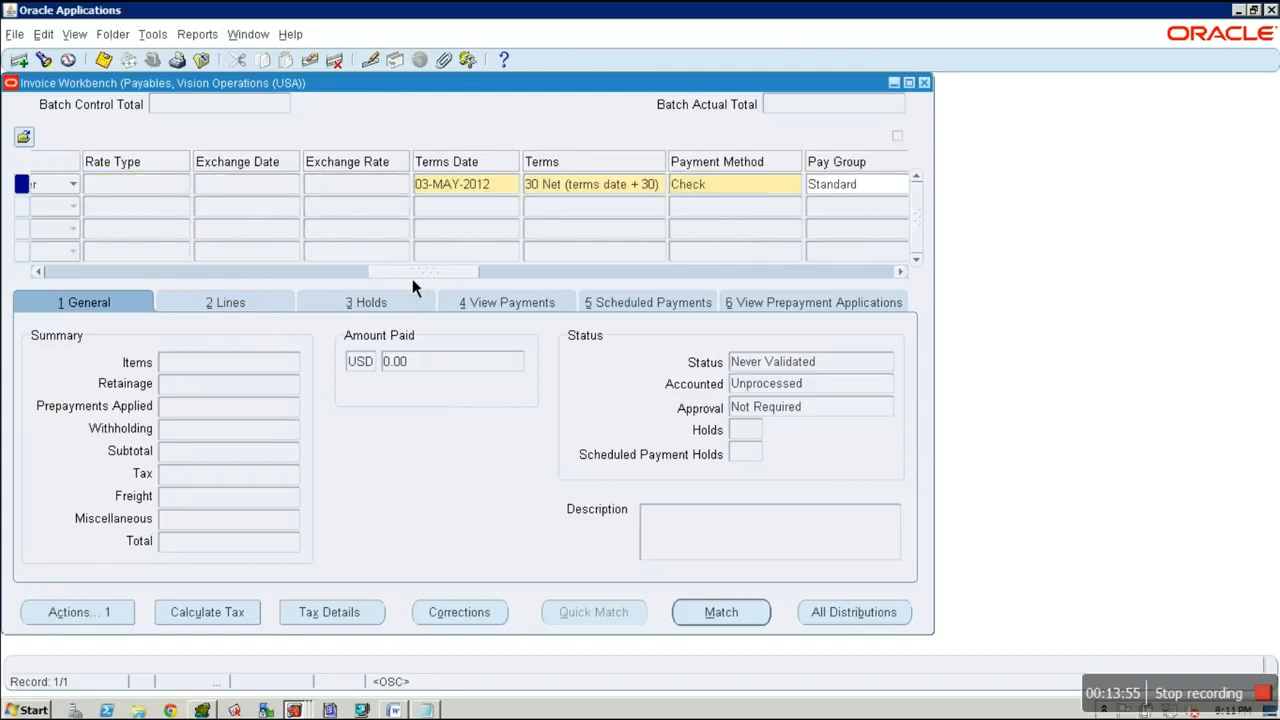 Oracle Applications
File Edit View Folder Tools Reports Window Help
ORACLE
Invoice Workbench (Payables, Vision Operations (USA))
Batch Control Total Batch Actual Total
Rate Type Exchange Date Exchange Rate Terms Date Terms Payment Method Pay Group
er 03-MAY-2012 30 Net (terms date + 30) Check Standard
1 General 2 Lines 3 Holds 4 View Payments 5 Scheduled Payments 6 View Prepayment Applications
Summary Amount Paid Status
Items USD 0.00 Status Never Validated
Retainage Accounted Unprocessed
Prepayments Applied Approval Not Required
Withholding Holds
Subtotal Scheduled Payment Holds
Tax
Freight
Description
Miscellaneous
Total
Actions... 1 Calculate Tax Tax Details Corrections Quick Match Match All Distributions
Record: 1/1 ... <OSC>
00:13:55 Stop recording
Start 8:11 PM